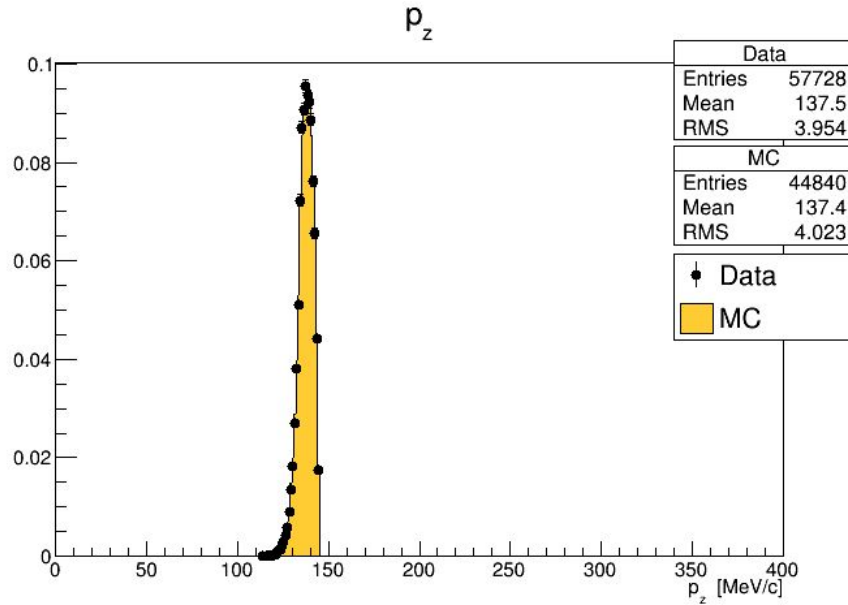 p_z
Data
Entries 57728
Mean 137.5
RMS 3.954
MC
Entries 44840
Mean 137.4
RMS 4.023
Data
MC
0.1
0.08
0.06
0.04
0.02
0
0 50 100 150 200 250 300 350 400
p_z [MeV/c]